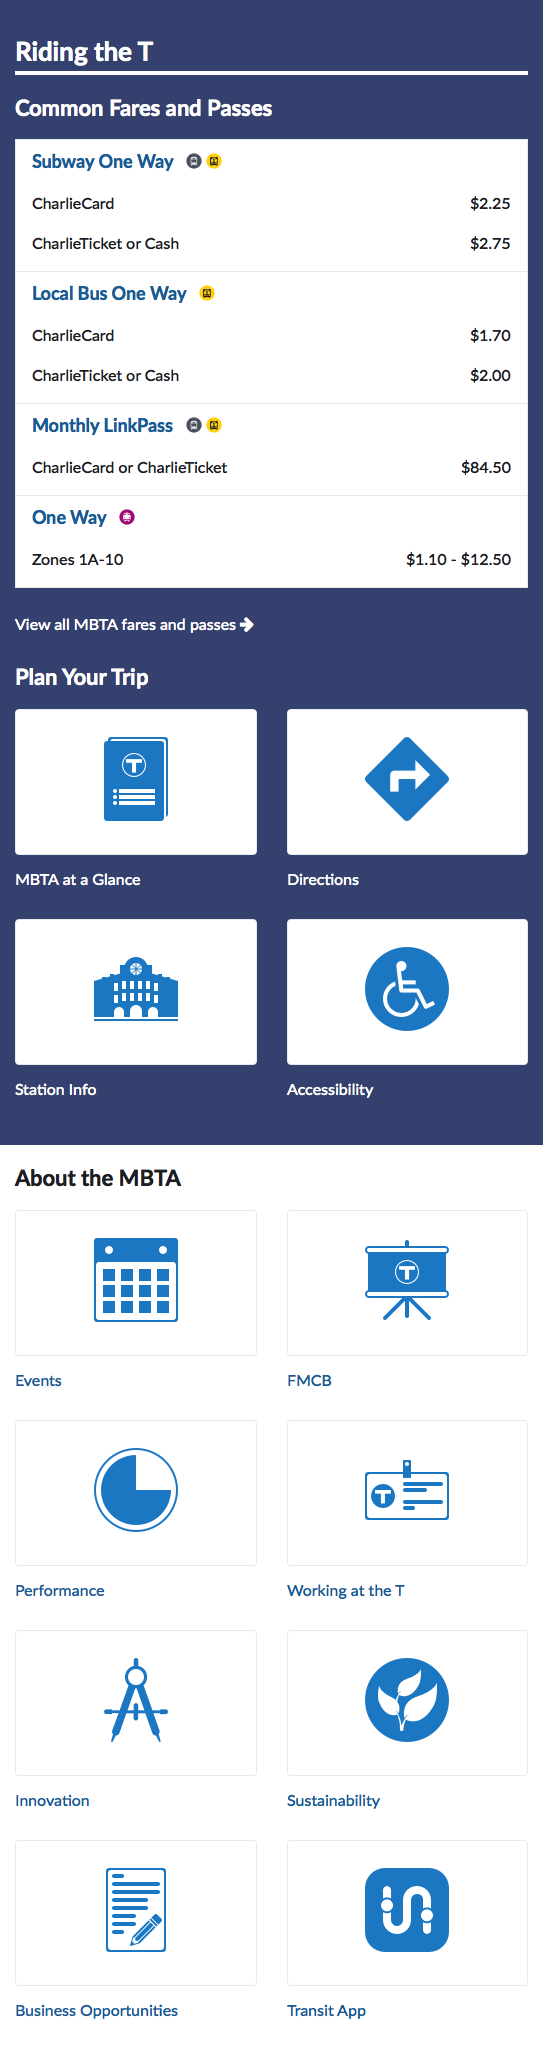 Riding the T
Common Fares and Passes
Subway One Way
CharlieCard $2.25
CharlieTicket or Cash $2.75
Local Bus One Way
CharlieCard $1.70
CharlieTicket or Cash $2.00
Monthly LinkPass
CharlieCard or CharlieTicket $84.50
One Way
Zones 1A-10 $1.10 - $12.50
View all MBTA fares and passes
Plan Your Trip
T
MBTA at a Glance
Directions
Station Info
Accessibility
About the MBTA
T
Events
FMCB
T
Performance
Working at the T
Innovation
Sustainability
Business Opportunities
Transit App